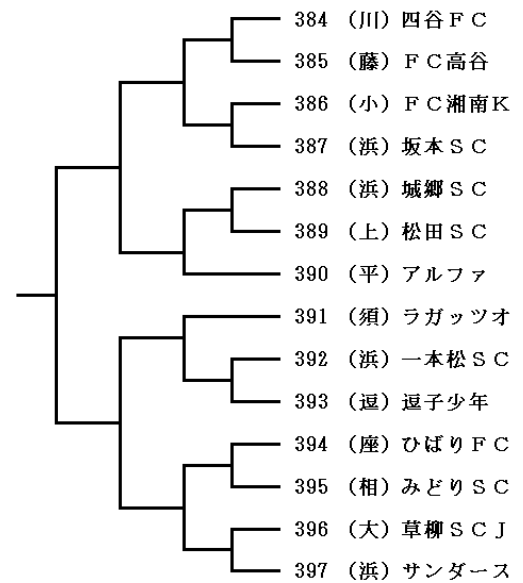 384 （川）四谷ＦＣ
385 （藤）ＦＣ高谷
386 （小）ＦＣ湘南Ｋ
387 （浜）坂本ＳＣ
388 （浜）城郷ＳＣ
389 （上）松田ＳＣ
390 （平）アルファ
391 （須）ラガッツオ
392 （浜）一本松ＳＣ
393 （逗）逗子少年
394 （座）ひばりＦＣ
395 （相）みどりＳＣ
396 （大）草柳ＳＣＪ
397 （浜）サンダース